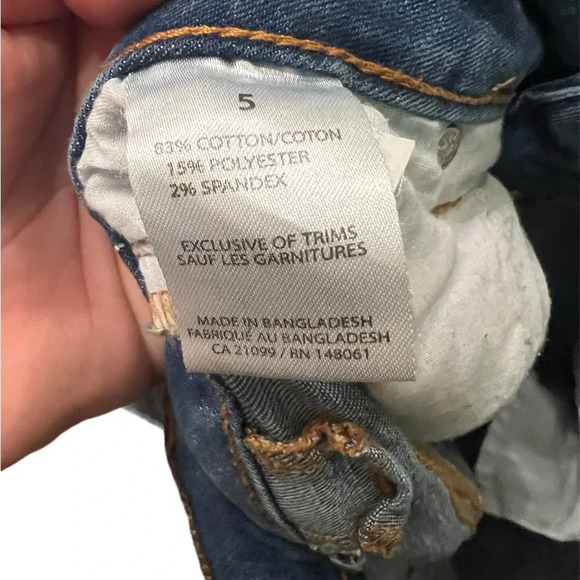 5
83% COTTON/COTON
15% POLYESTER
2% SPANDEX
EXCLUSIVE OF TRIMS
SAUF LES GARNITURES
MADE IN BANGLADESH
FABRIQUÉ AU BANGLADESH
CA 21099 / RN 148061